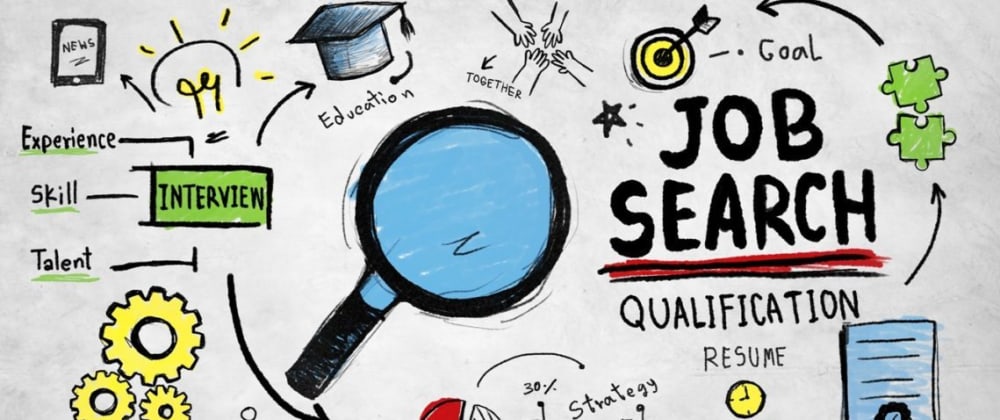 NEWS
Education
TOGETHER
Goal
Experience
Skill
Talent
INTERVIEW
JOB
SEARCH
QUALIFICATION
RESUME
30%
Strategy